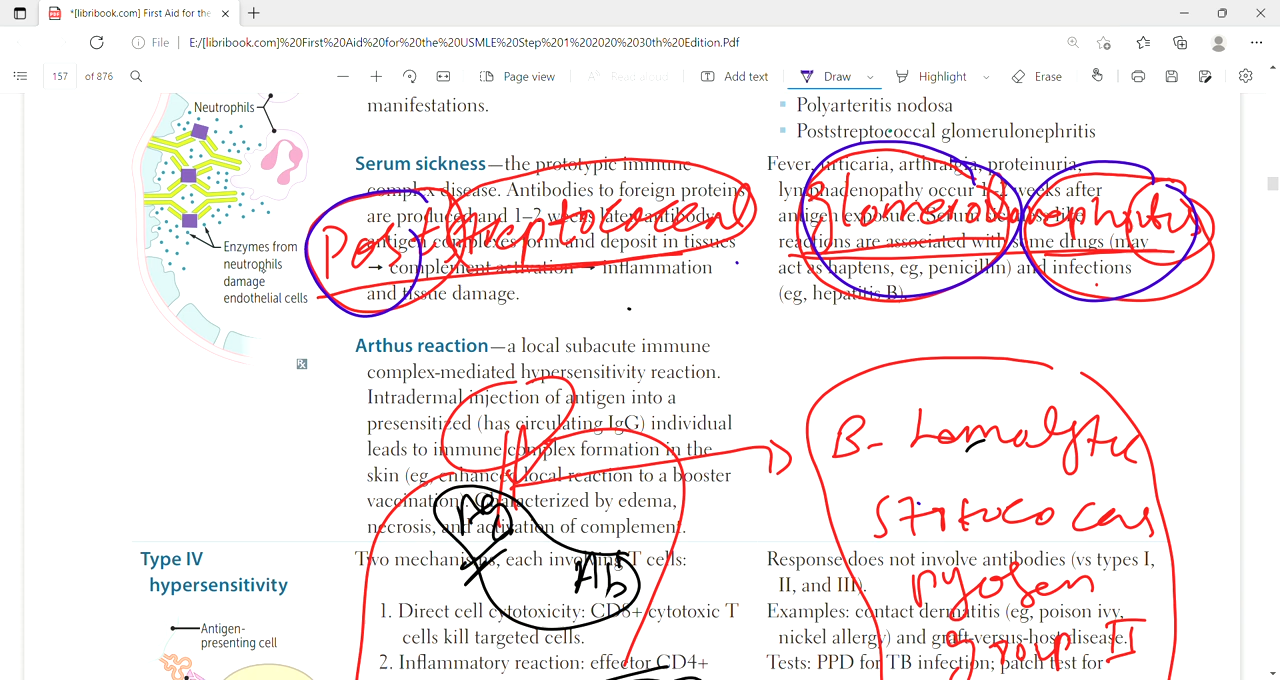 *[libribook.com] First Aid for the
File
E:/[libribook.com]%20First%20Aid%20for%20the%20USMLE%20Step%201%202020%2030th%20Edition.Pdf
157 of 876
Page view
Read aloud
Add text
Draw
Highlight
Erase
Neutrophils
Enzymes from
neutrophils
damage
endothelial cells
manifestations.
Serum sickness—the prototypic immune
complex disease. Antibodies to foreign proteins
are produced and 1–2 weeks later, antibody-
antigen complexes form and deposit in tissues
→ complement activation → inflammation
and tissue damage.
Arthus reaction—a local subacute immune
complex-mediated hypersensitivity reaction.
Intradermal injection of antigen into a
presensitized (has circulating IgG) individual
leads to immune complex formation in the
skin (eg, enhanced local reaction to a booster
vaccination). Characterized by edema,
necrosis, and activation of complement.
Polyarteritis nodosa
Poststreptococcal glomerulonephritis
Fever, urticaria, arthralgia, proteinuria,
lymphadenopathy occur 1–2 weeks after
antigen exposure. Serum sickness-like
reactions are associated with some drugs (may
act as haptens, eg, penicillin) and infections
(eg, hepatitis B).
Post streptococcal
B- hemolytic
group II
Ab
Type IV
hypersensitivity
Antigen-
presenting cell
Two mechanisms, each involving T cells:
1. Direct cell cytotoxicity: CD8+ cytotoxic T
cells kill targeted cells.
2. Inflammatory reaction: effector CD4+
Response does not involve antibodies (vs types I,
II, and III).
Examples: contact dermatitis (eg, poison ivy,
nickel allergy) and graft-versus-host disease.
Tests: PPD for TB infection; patch test for